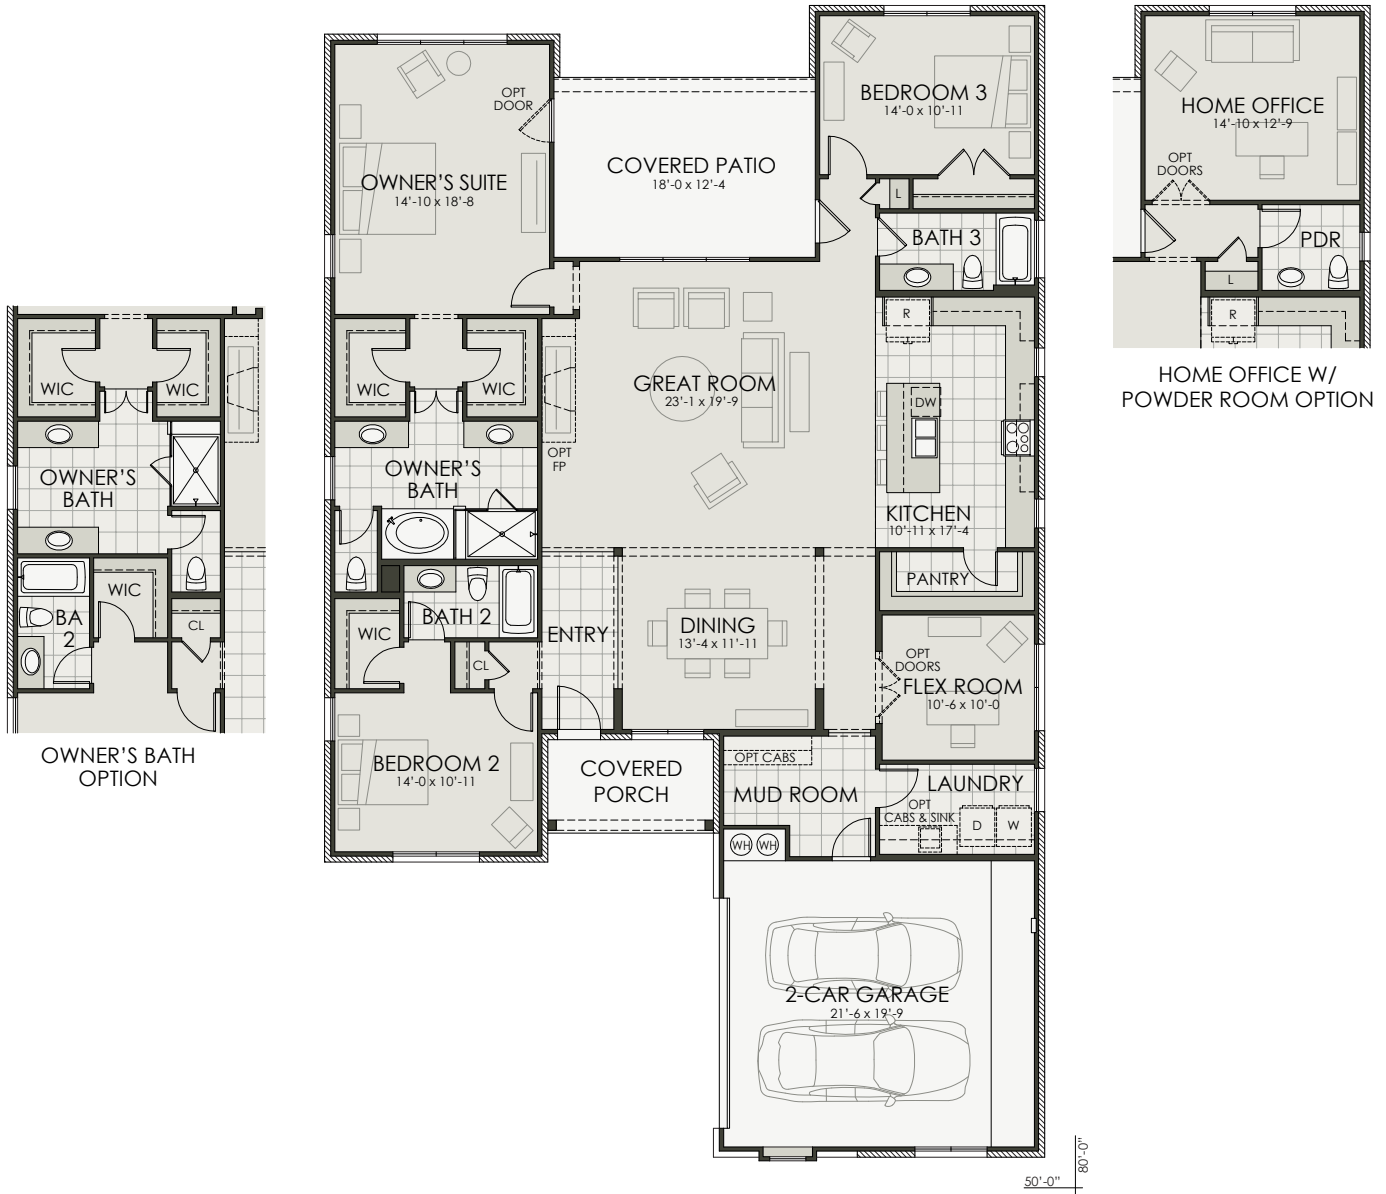 OPT
DOOR
OWNER'S SUITE
14'-10 x 18'-8
COVERED PATIO
18'-0 x 12'-4
BEDROOM 3
14'-0 x 10'-11
L
BATH 3
HOME OFFICE
14'-10 x 12'-9
OPT
DOORS
PDR
L
R
HOME OFFICE W/
POWDER ROOM OPTION
WIC
WIC
OWNER'S
BATH
BA
2
WIC
CL
OWNER'S BATH
OPTION
WIC
WIC
OWNER'S
BATH
OPT
FP
GREAT ROOM
23'-1 x 19'-9
R
DW
KITCHEN
10'-11 x 17'-4
PANTRY
BATH 2
WIC
CL
ENTRY
DINING
13'-4 x 11'-11
OPT
DOORS
FLEX ROOM
10'-6 x 10'-0
BEDROOM 2
14'-0 x 10'-11
COVERED
PORCH
OPT CABS
MUD ROOM
LAUNDRY
OPT
CABS & SINK
D
W
WH
WH
2-CAR GARAGE
21'-6 x 19'-9
50'-0"
80'-0"